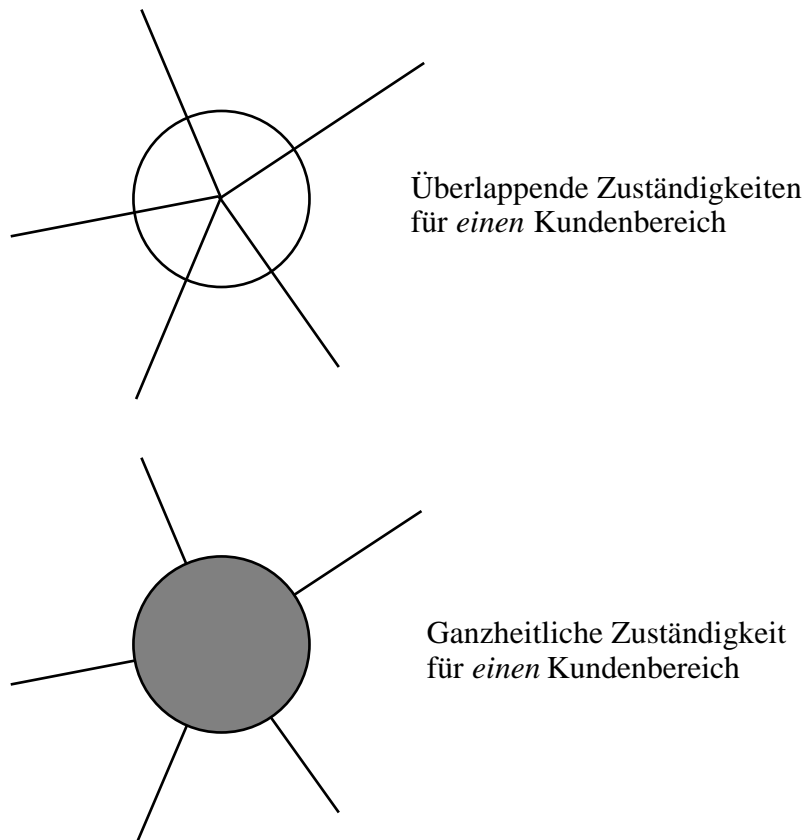 Überlappende Zuständigkeiten
für einen Kundenbereich
Ganzheitliche Zuständigkeit
für einen Kundenbereich